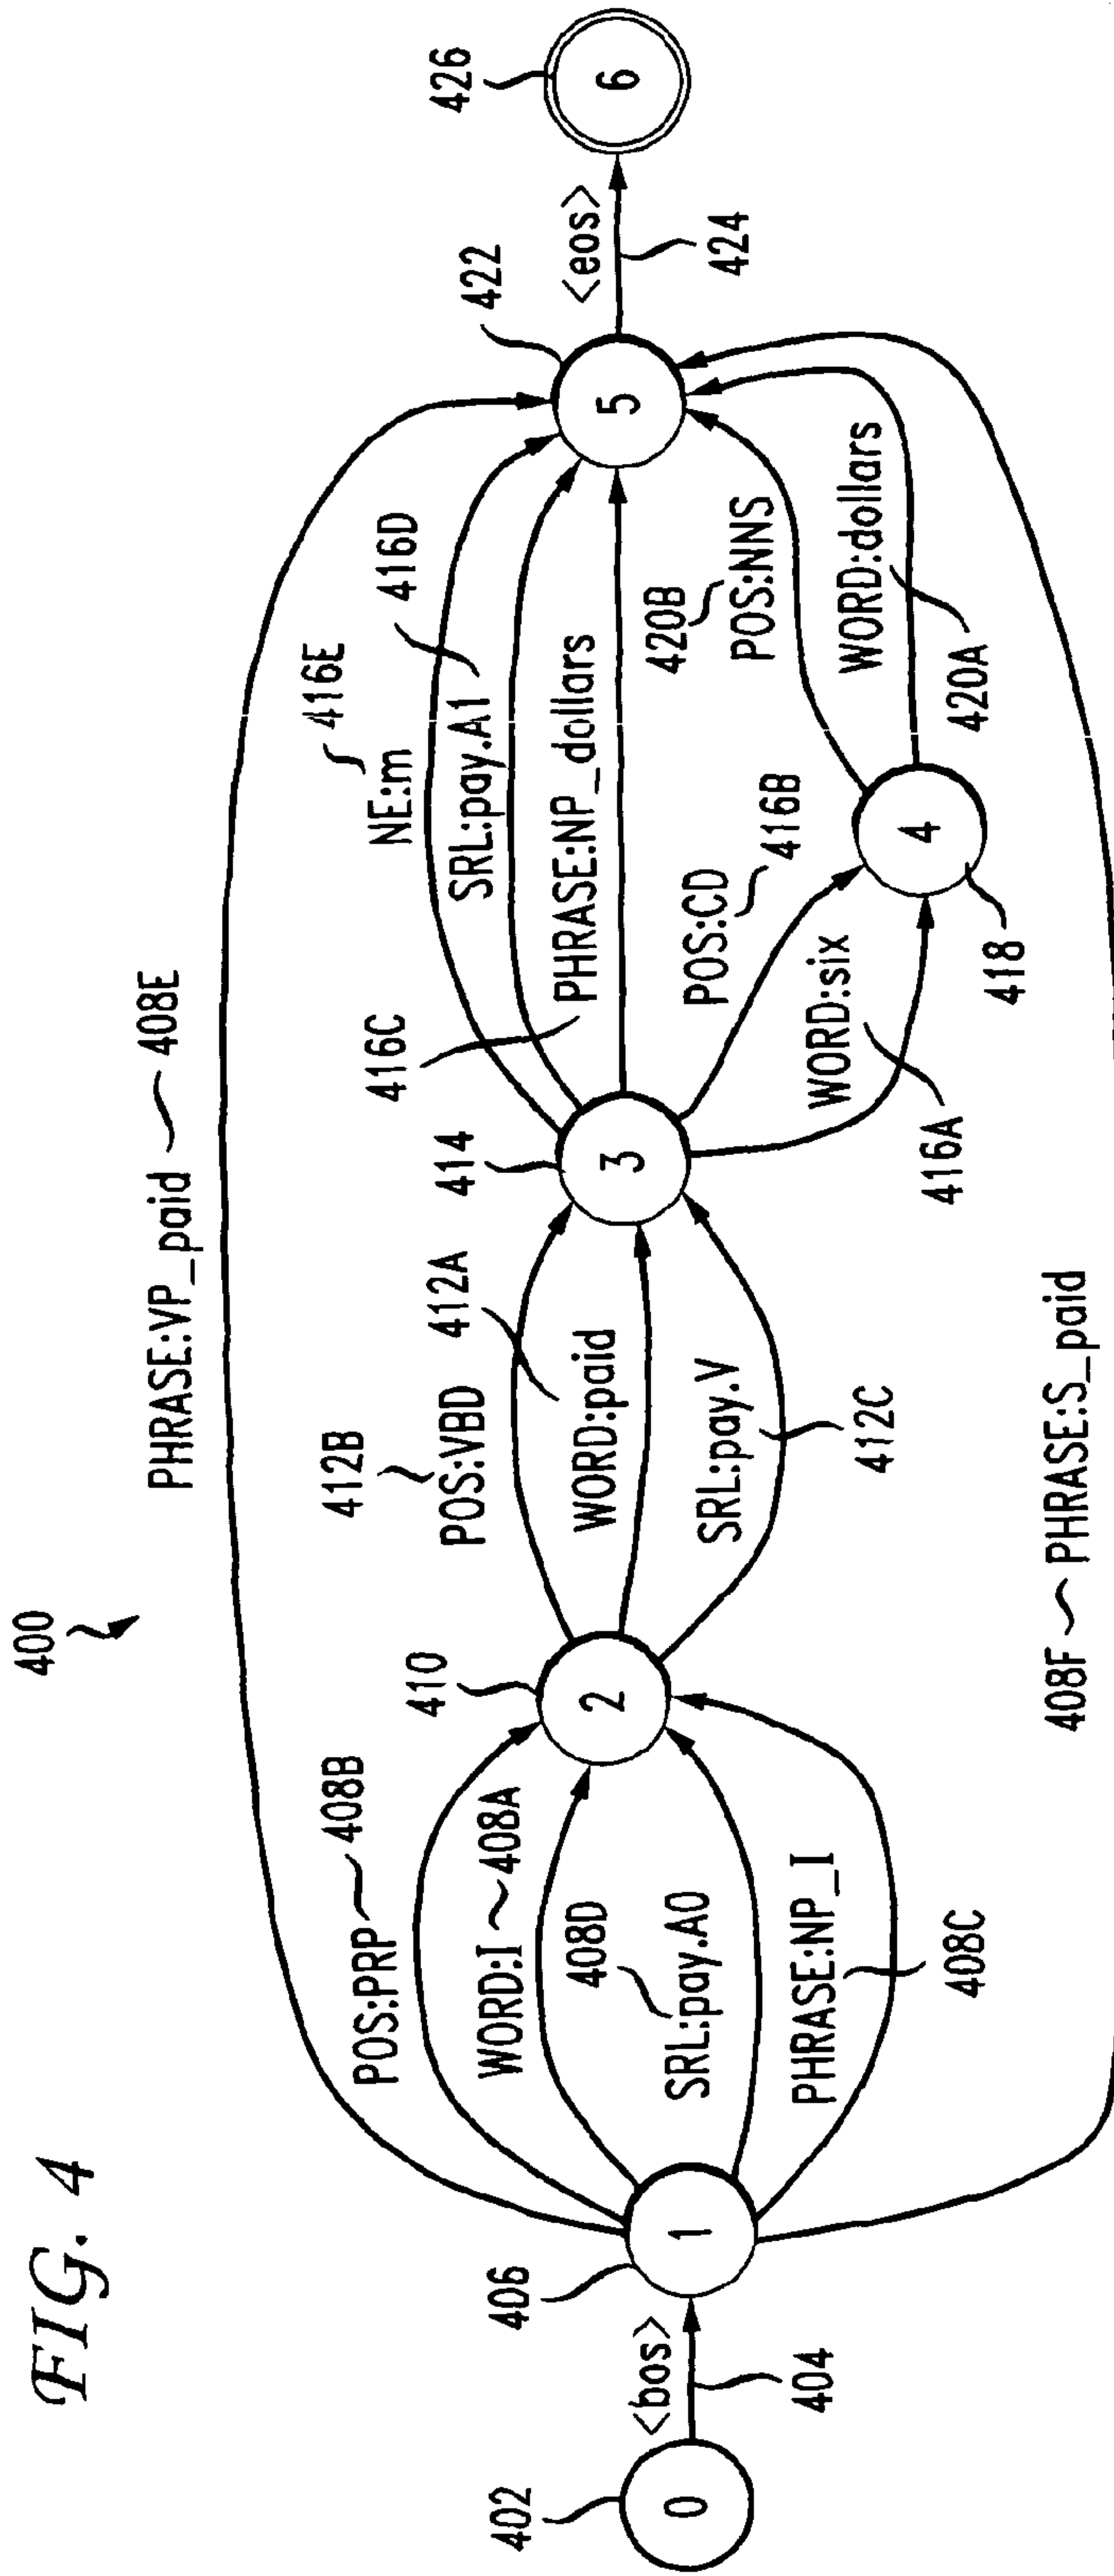 FIG. 4
400
PHRASE:VP_paid 408E
POS:PRP 408B
WORD:I 408A
408D
SRL:pay.A0
PHRASE:NP_I
408C
402
0
<bos>
404
406
1
410
2
412B
POS:VBD
412A
WORD:paid
SRL:pay.V
412C
414
3
416E
NE:m
416D
SRL:pay.A1
416C
PHRASE:NP_dollars
POS:CD
416B
WORD:six
416A
418
4
420B
POS:NNS
WORD:dollars
420A
422
5
<eos>
424
426
6
408F PHRASE:S_paid